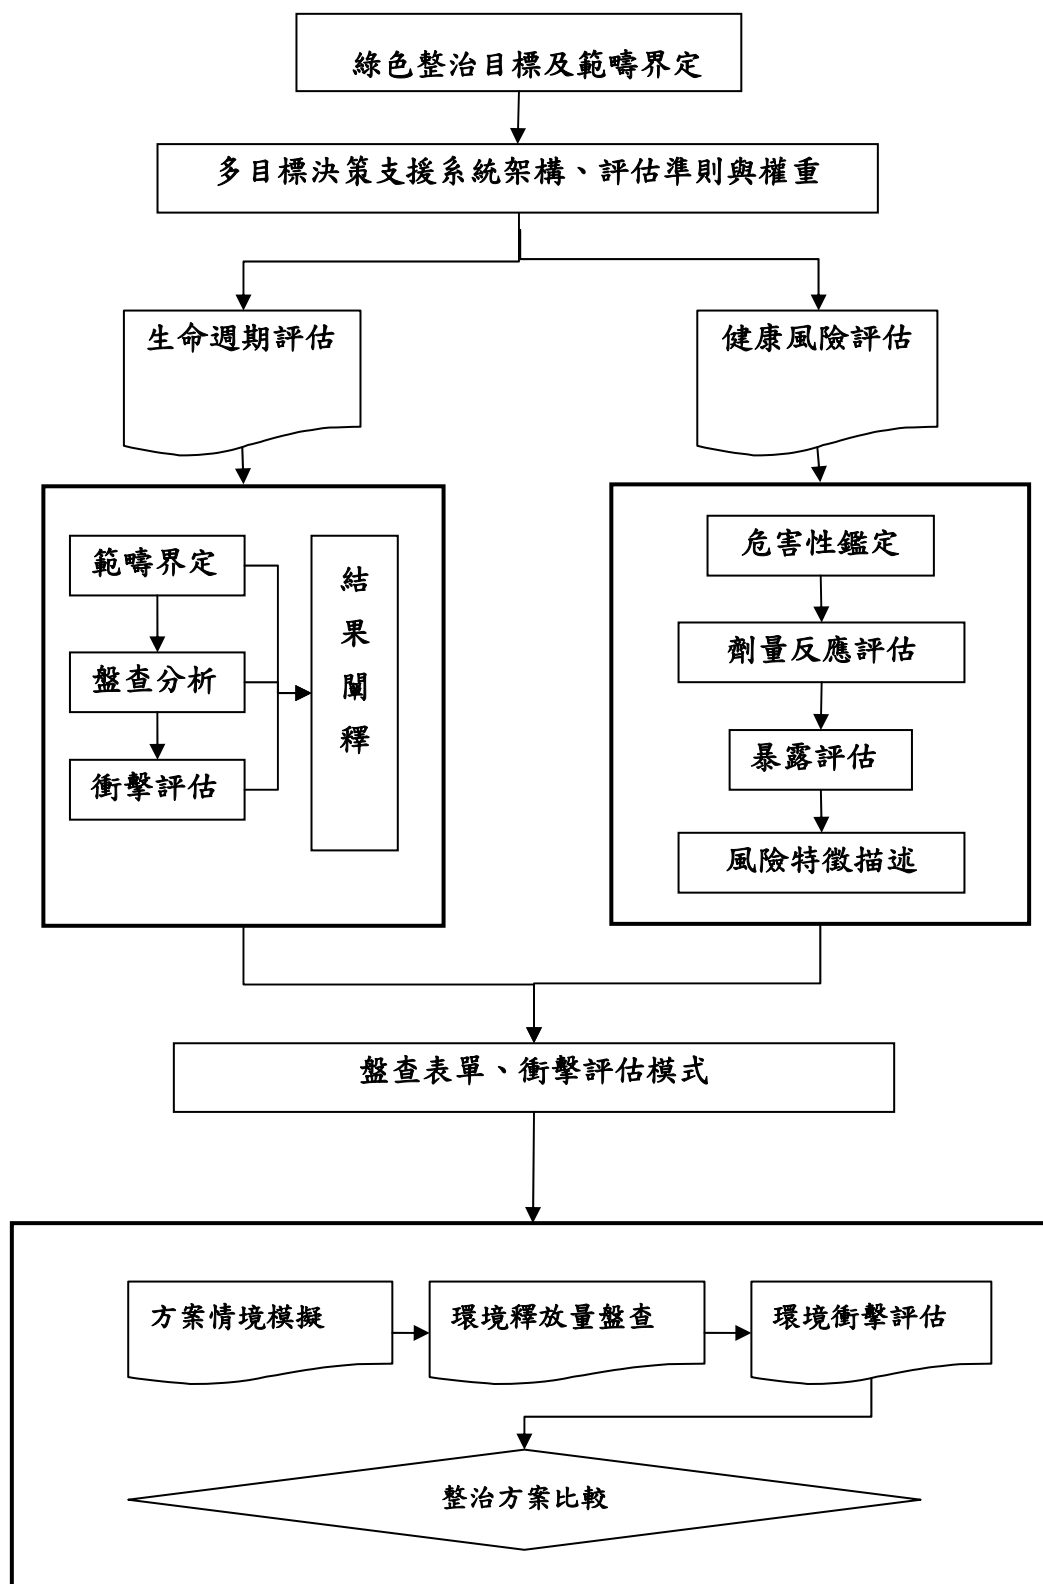 綠色整治目標及範疇界定
多目標決策支援系統架構、評估準則與權重
生命週期評估
健康風險評估
範疇界定
盤查分析
衝擊評估
結
果
闡
釋
危害性鑑定
劑量反應評估
暴露評估
風險特徵描述
盤查表單、衝擊評估模式
方案情境模擬
環境釋放量盤查
環境衝擊評估
整治方案比較